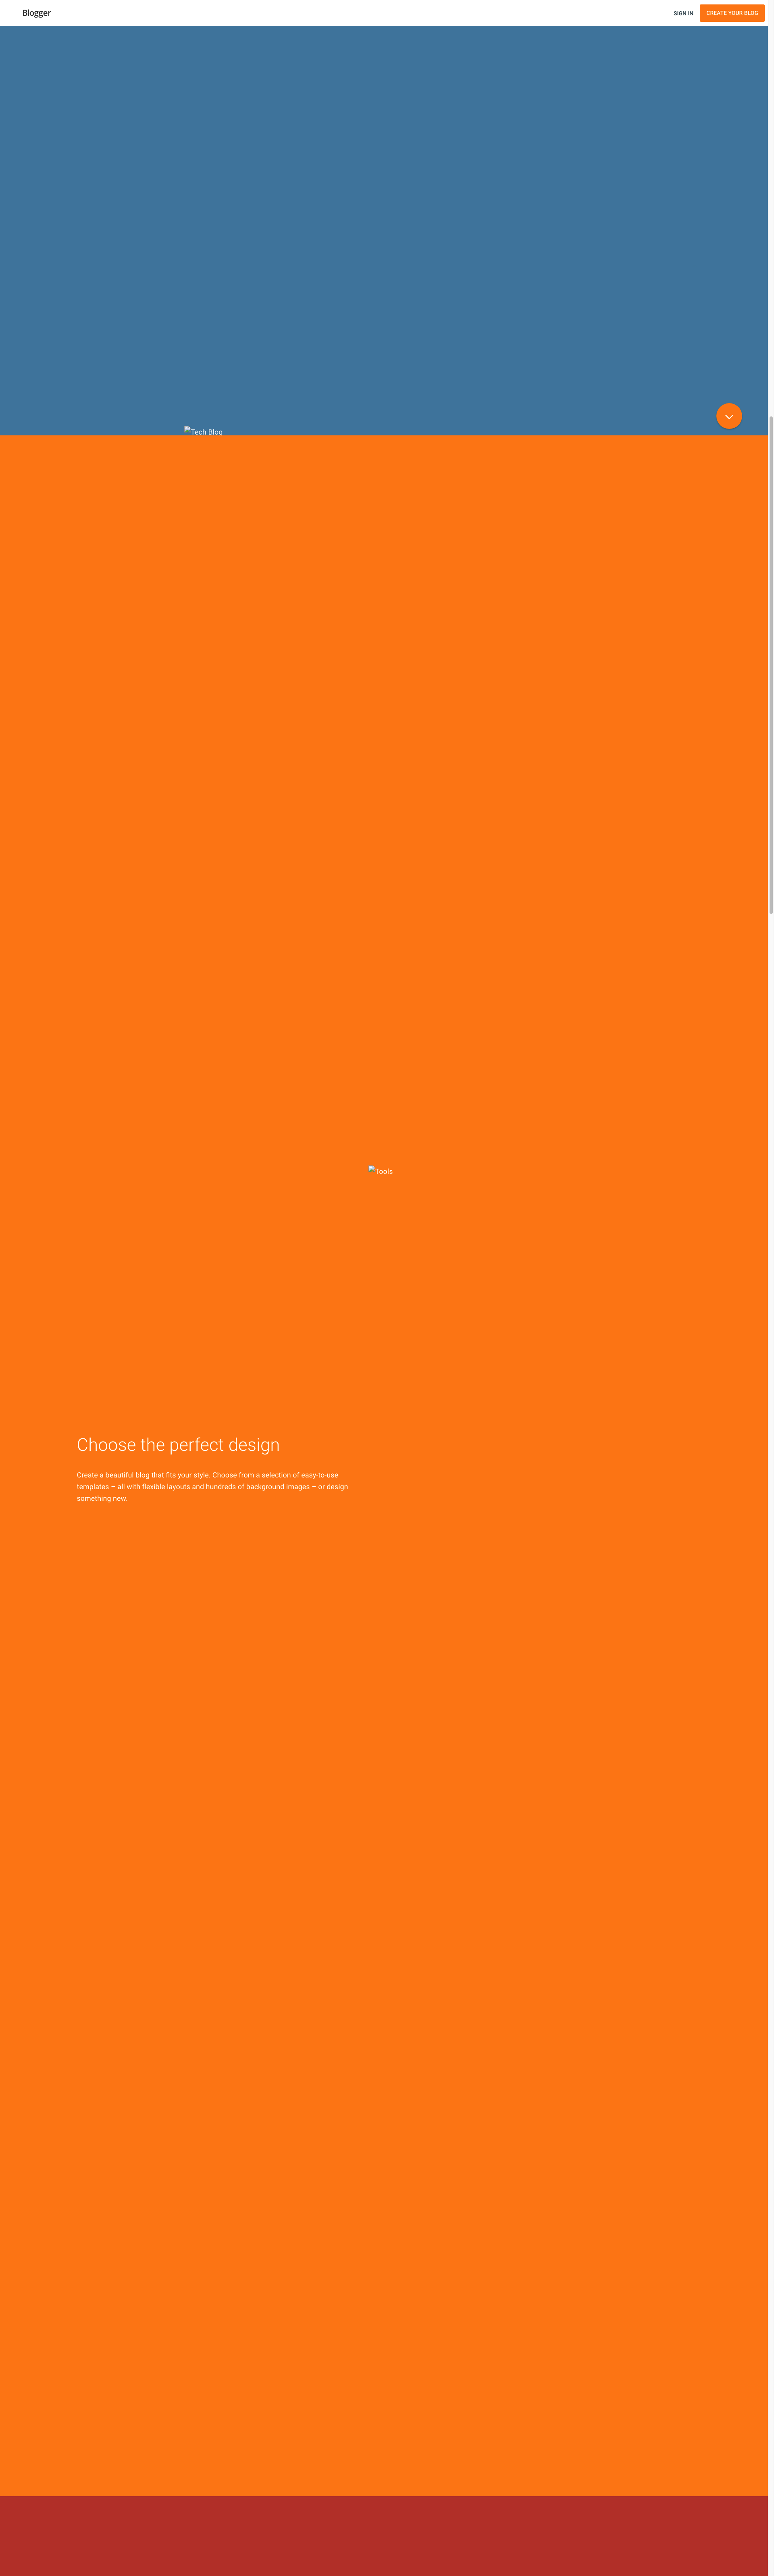 Blogger
SIGN IN
CREATE YOUR BLOG
Tech Blog
Tools
Choose the perfect design
Create a beautiful blog that fits your style. Choose from a selection of easy-to-use
templates – all with flexible layouts and hundreds of background images – or design
something new.